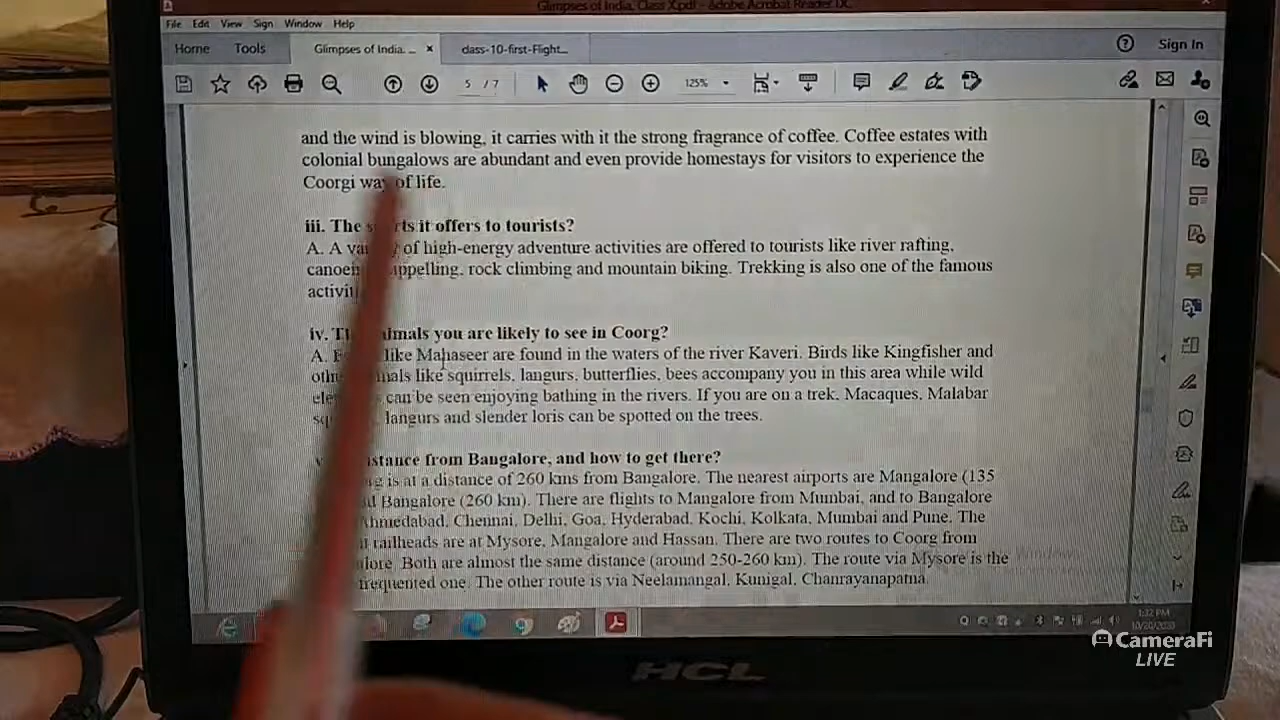 Glimpses of India, Class X.pdf - Adobe Acrobat Reader DC
File Edit View Sign Window Help
Home Tools Glimpses of India. ... × class-10-first-Flight... Sign In
5 / 7 125%
and the wind is blowing, it carries with it the strong fragrance of coffee. Coffee estates with
colonial bungalows are abundant and even provide homestays for visitors to experience the
Coorgi way of life.
iii. The it offers to tourists?
A. A of high-energy adventure activities are offered to tourists like river rafting,
rock climbing and mountain biking. Trekking is also one of the famous
iv. you are likely to see in Coorg?
A. like Mahaseer are found in the waters of the river Kaveri. Birds like Kingfisher and
like squirrels, langurs, butterflies, bees accompany you in this area while wild
can be seen enjoying bathing in the rivers. If you are on a trek. Macaques, Malabar
langurs and slender loris can be spotted on the trees.
from Bangalore, and how to get there?
is at a distance of 260 kms from Bangalore. The nearest airports are Mangalore (135
Bangalore (260 km). There are flights to Mangalore from Mumbai, and to Bangalore
Chennai, Delhi, Goa, Hyderabad, Kochi, Kolkata, Mumbai and Pune. The
railheads are at Mysore, Mangalore and Hassan. There are two routes to Coorg from
Both are almost the same distance (around 250-260 km). The route via Mysore is the
frequented one. The other route is via Neelamangal, Kunigal, Chanrayanapatna
1:32 PM
10/20/2020
CameraFi
LIVE
HCL